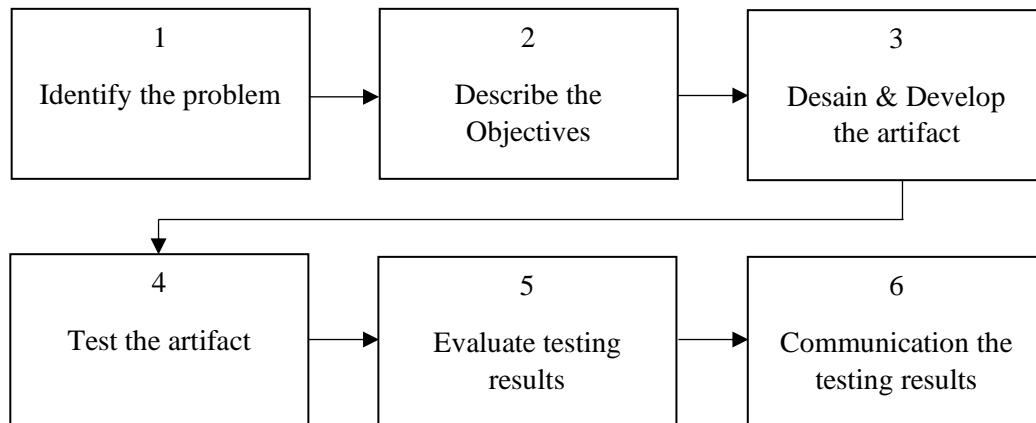 1
Identify the problem
2
Describe the
Objectives
3
Desain & Develop
the artifact
4
Test the artifact
5
Evaluate testing
results
6
Communication the
testing results